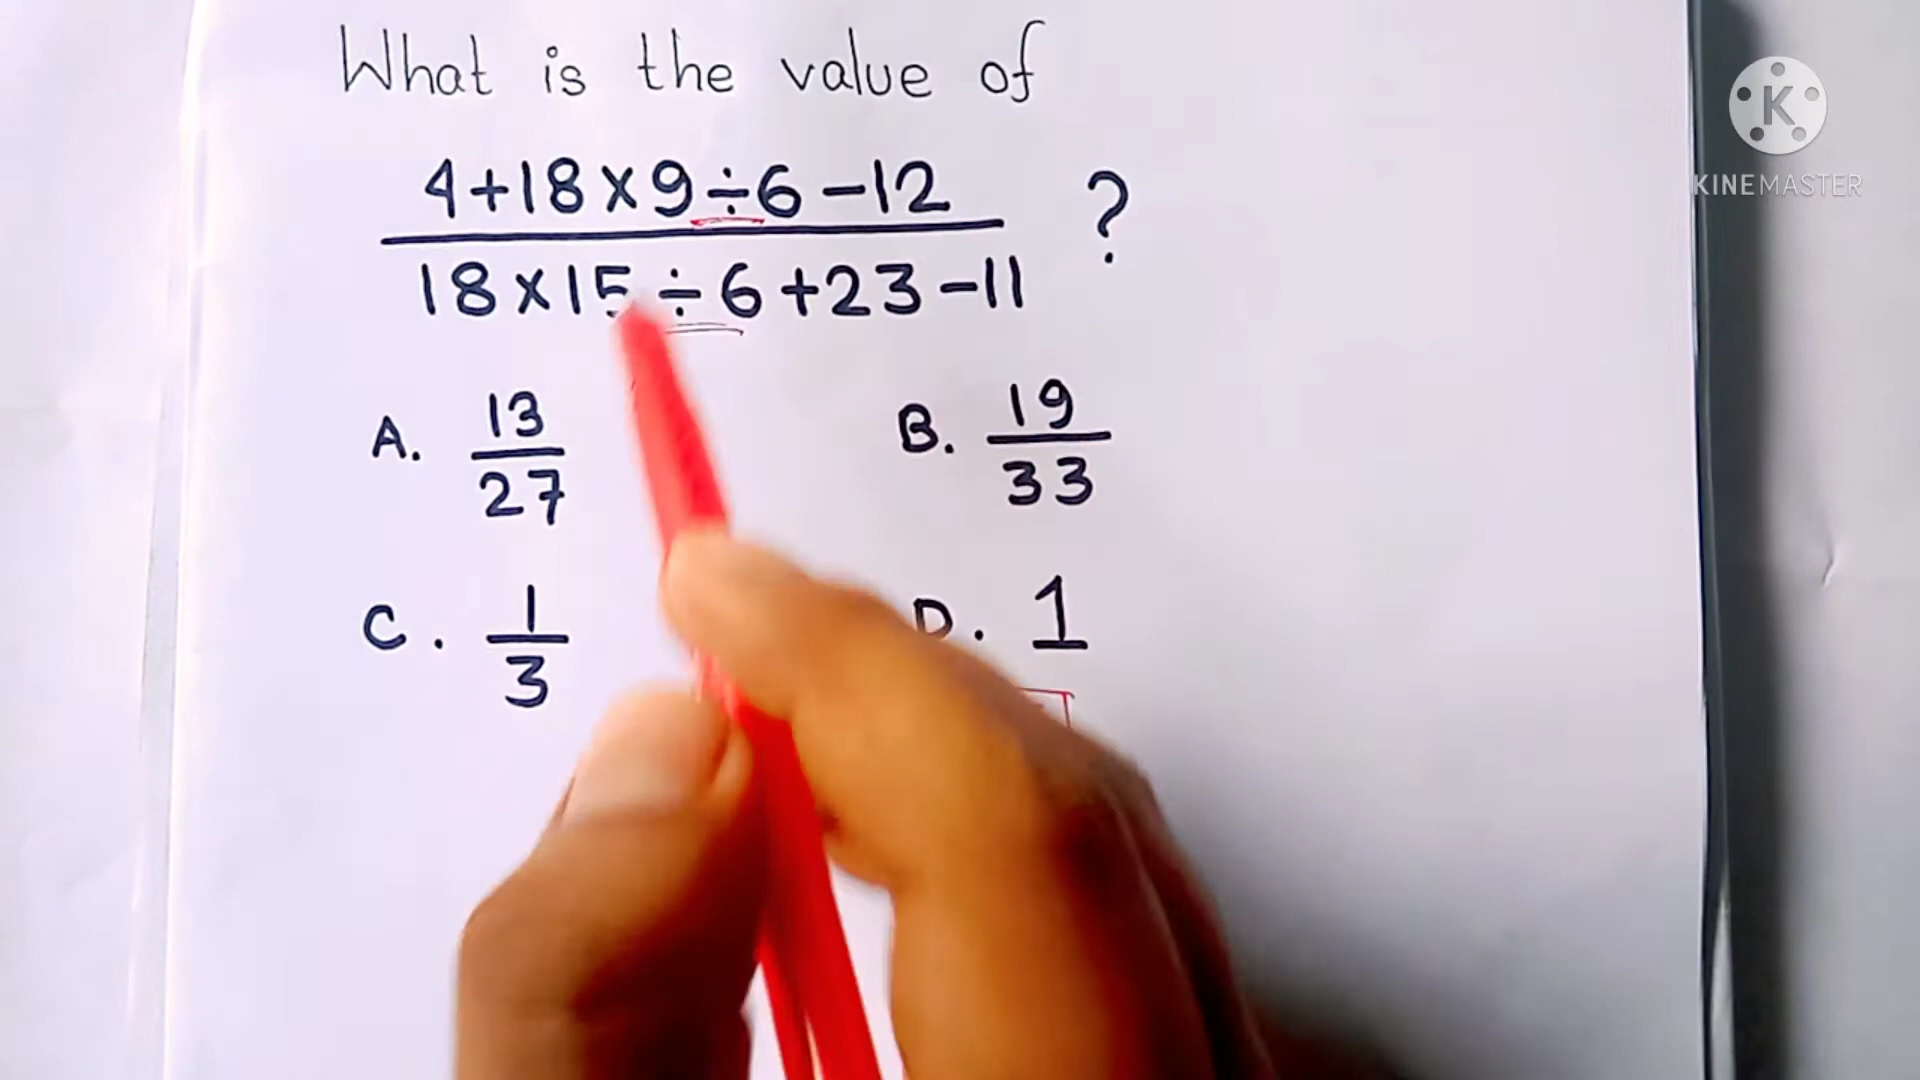 What is the value of
4+18×9÷6-12 ?
18×15÷6+23-11
A. 13/27 B. 19/33
C. 1/3 D. 1
K
KINEMASTER